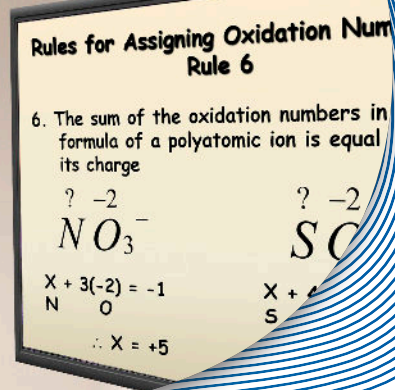 Rules for Assigning Oxidation Num
Rule 6
6. The sum of the oxidation numbers in
formula of a polyatomic ion is equal
its charge
? −2 ? −2
NO₃⁻ S
X + 3(-2) = -1 X +
N O S
∴ X = +5